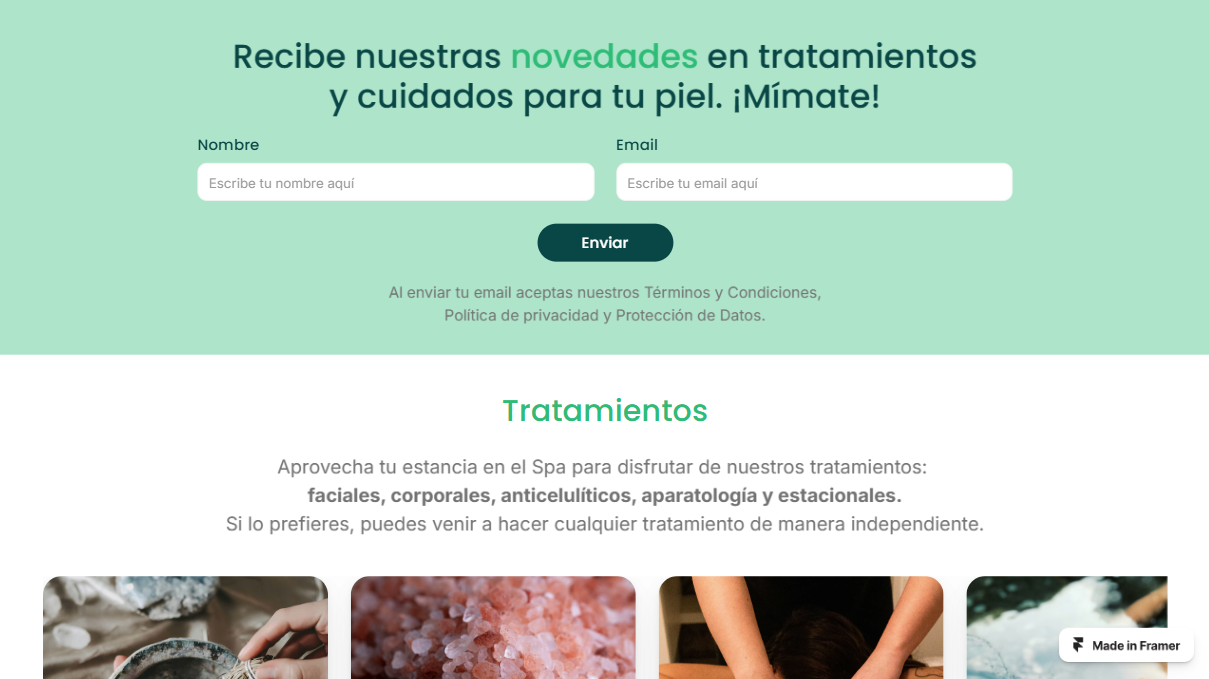 Recibe nuestras novedades en tratamientos
y cuidados para tu piel. ¡Mímate!
Nombre
Email
Escribe tu nombre aquí
Escribe tu email aquí
Enviar
Al enviar tu email aceptas nuestros Términos y Condiciones,
Política de privacidad y Protección de Datos.
Tratamientos
Aprovecha tu estancia en el Spa para disfrutar de nuestros tratamientos:
faciales, corporales, anticelulíticos, aparatología y estacionales.
Si lo prefieres, puedes venir a hacer cualquier tratamiento de manera independiente.
Made in Framer